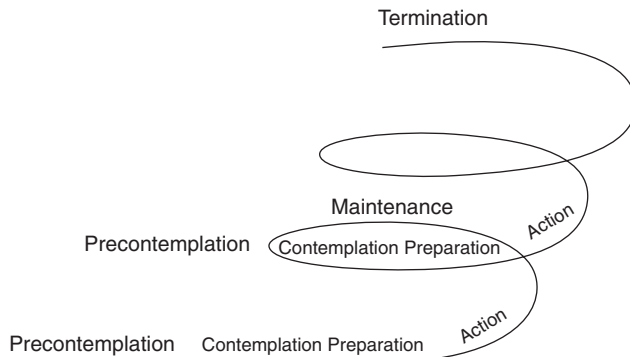 Termination
Maintenance
Action
Precontemplation
Contemplation Preparation
Action
Precontemplation
Contemplation Preparation